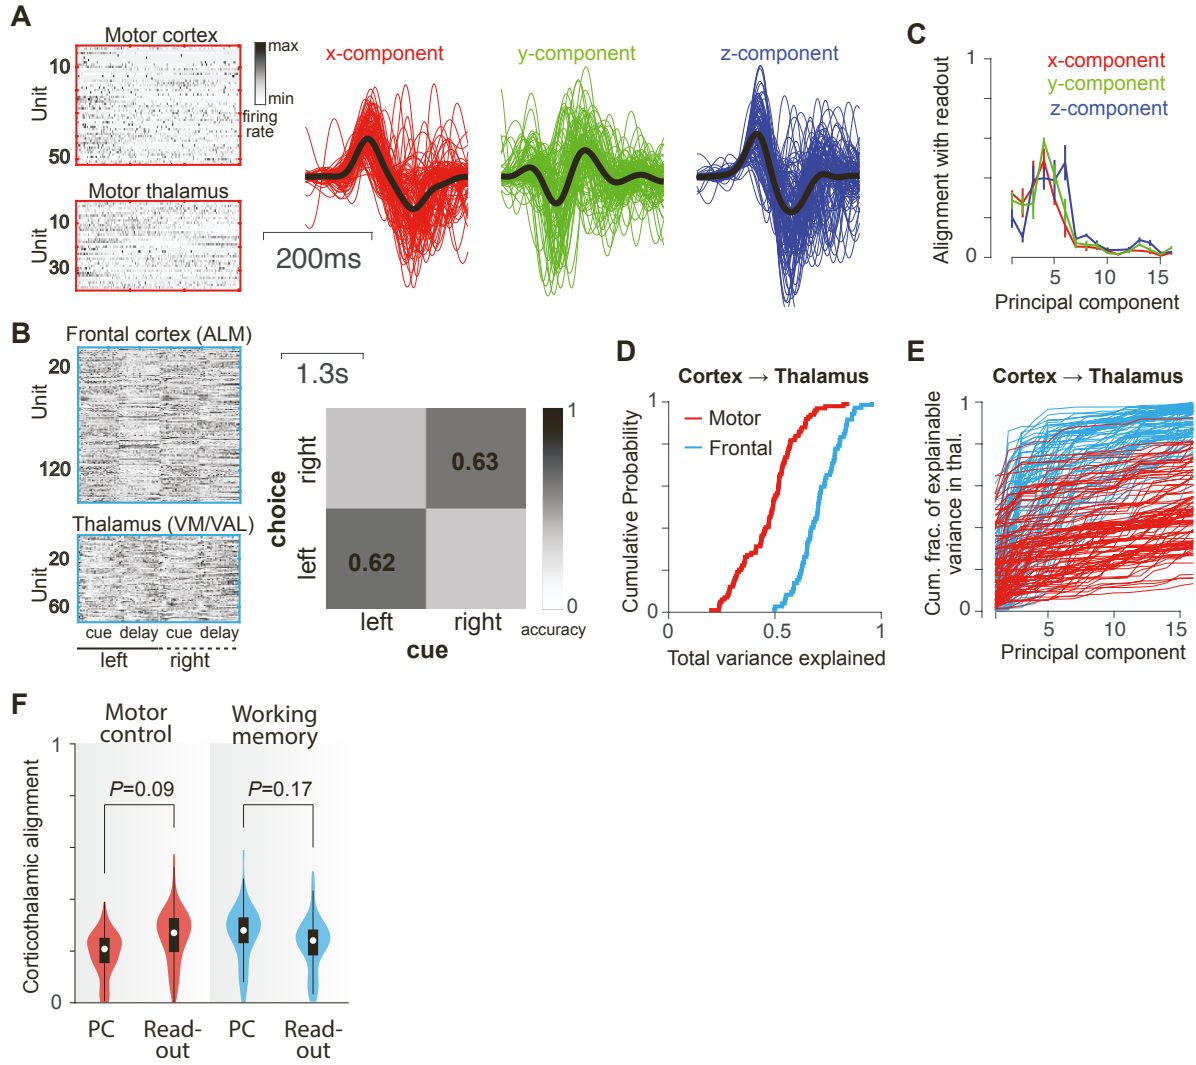 A
Motor cortex
10
Unit
50
max
min
firing
rate
Motor thalamus
10
Unit
30
x-component
y-component
z-component
200ms
C
1
Alignment with readout
0
x-component
y-component
z-component
5
10
15
Principal component
B
Frontal cortex (ALM)
20
Unit
120
Thalamus (VM/VAL)
20
Unit
60
cue delay cue delay
left
right
1.3s
choice
right
left
0.63
0.62
left
right
cue
1
0
accuracy
D
Cortex → Thalamus
1
Motor
Frontal
Cumulative Probability
0
0
0.5
1
Total variance explained
E
Cortex → Thalamus
1
Cum. frac. of explainable
variance in thal.
0
5
10
15
Principal component
F
Motor
control
Working
memory
1
P=0.09
P=0.17
Corticothalamic alignment
0
PC
Read-
out
PC
Read-
out